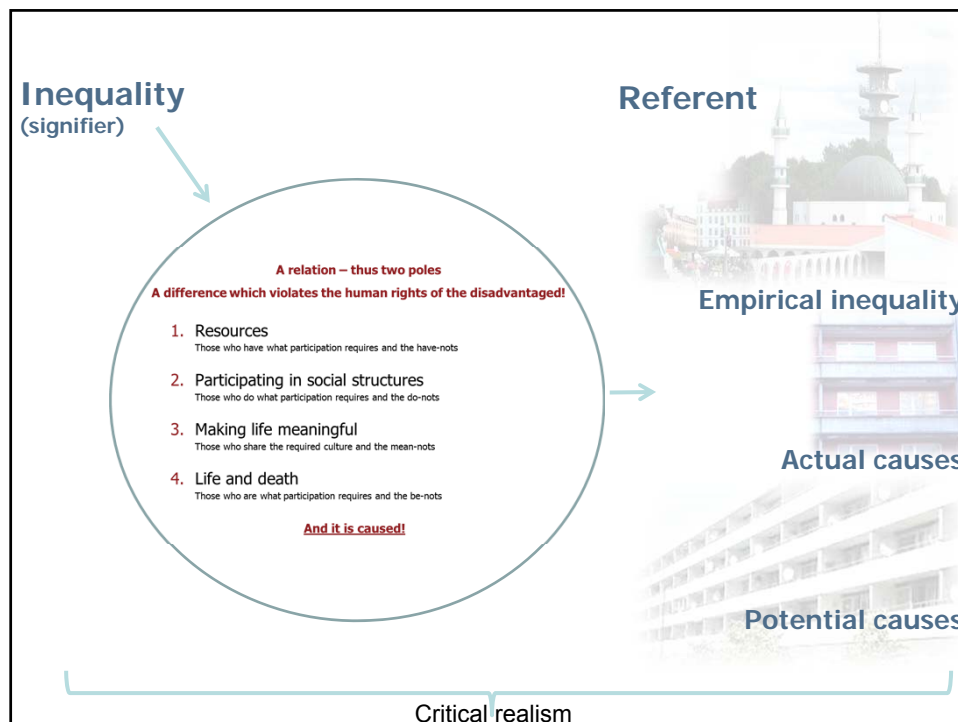 Inequality
(signifier)
Referent
A relation – thus two poles
A difference which violates the human rights of the disadvantaged!
1. Resources
Those who have what participation requires and the have-nots
2. Participating in social structures
Those who do what participation requires and the do-nots
3. Making life meaningful
Those who share the required culture and the mean-nots
4. Life and death
Those who are what participation requires and the be-nots
And it is caused!
Empirical inequality
Actual causes
Potential causes
Critical realism